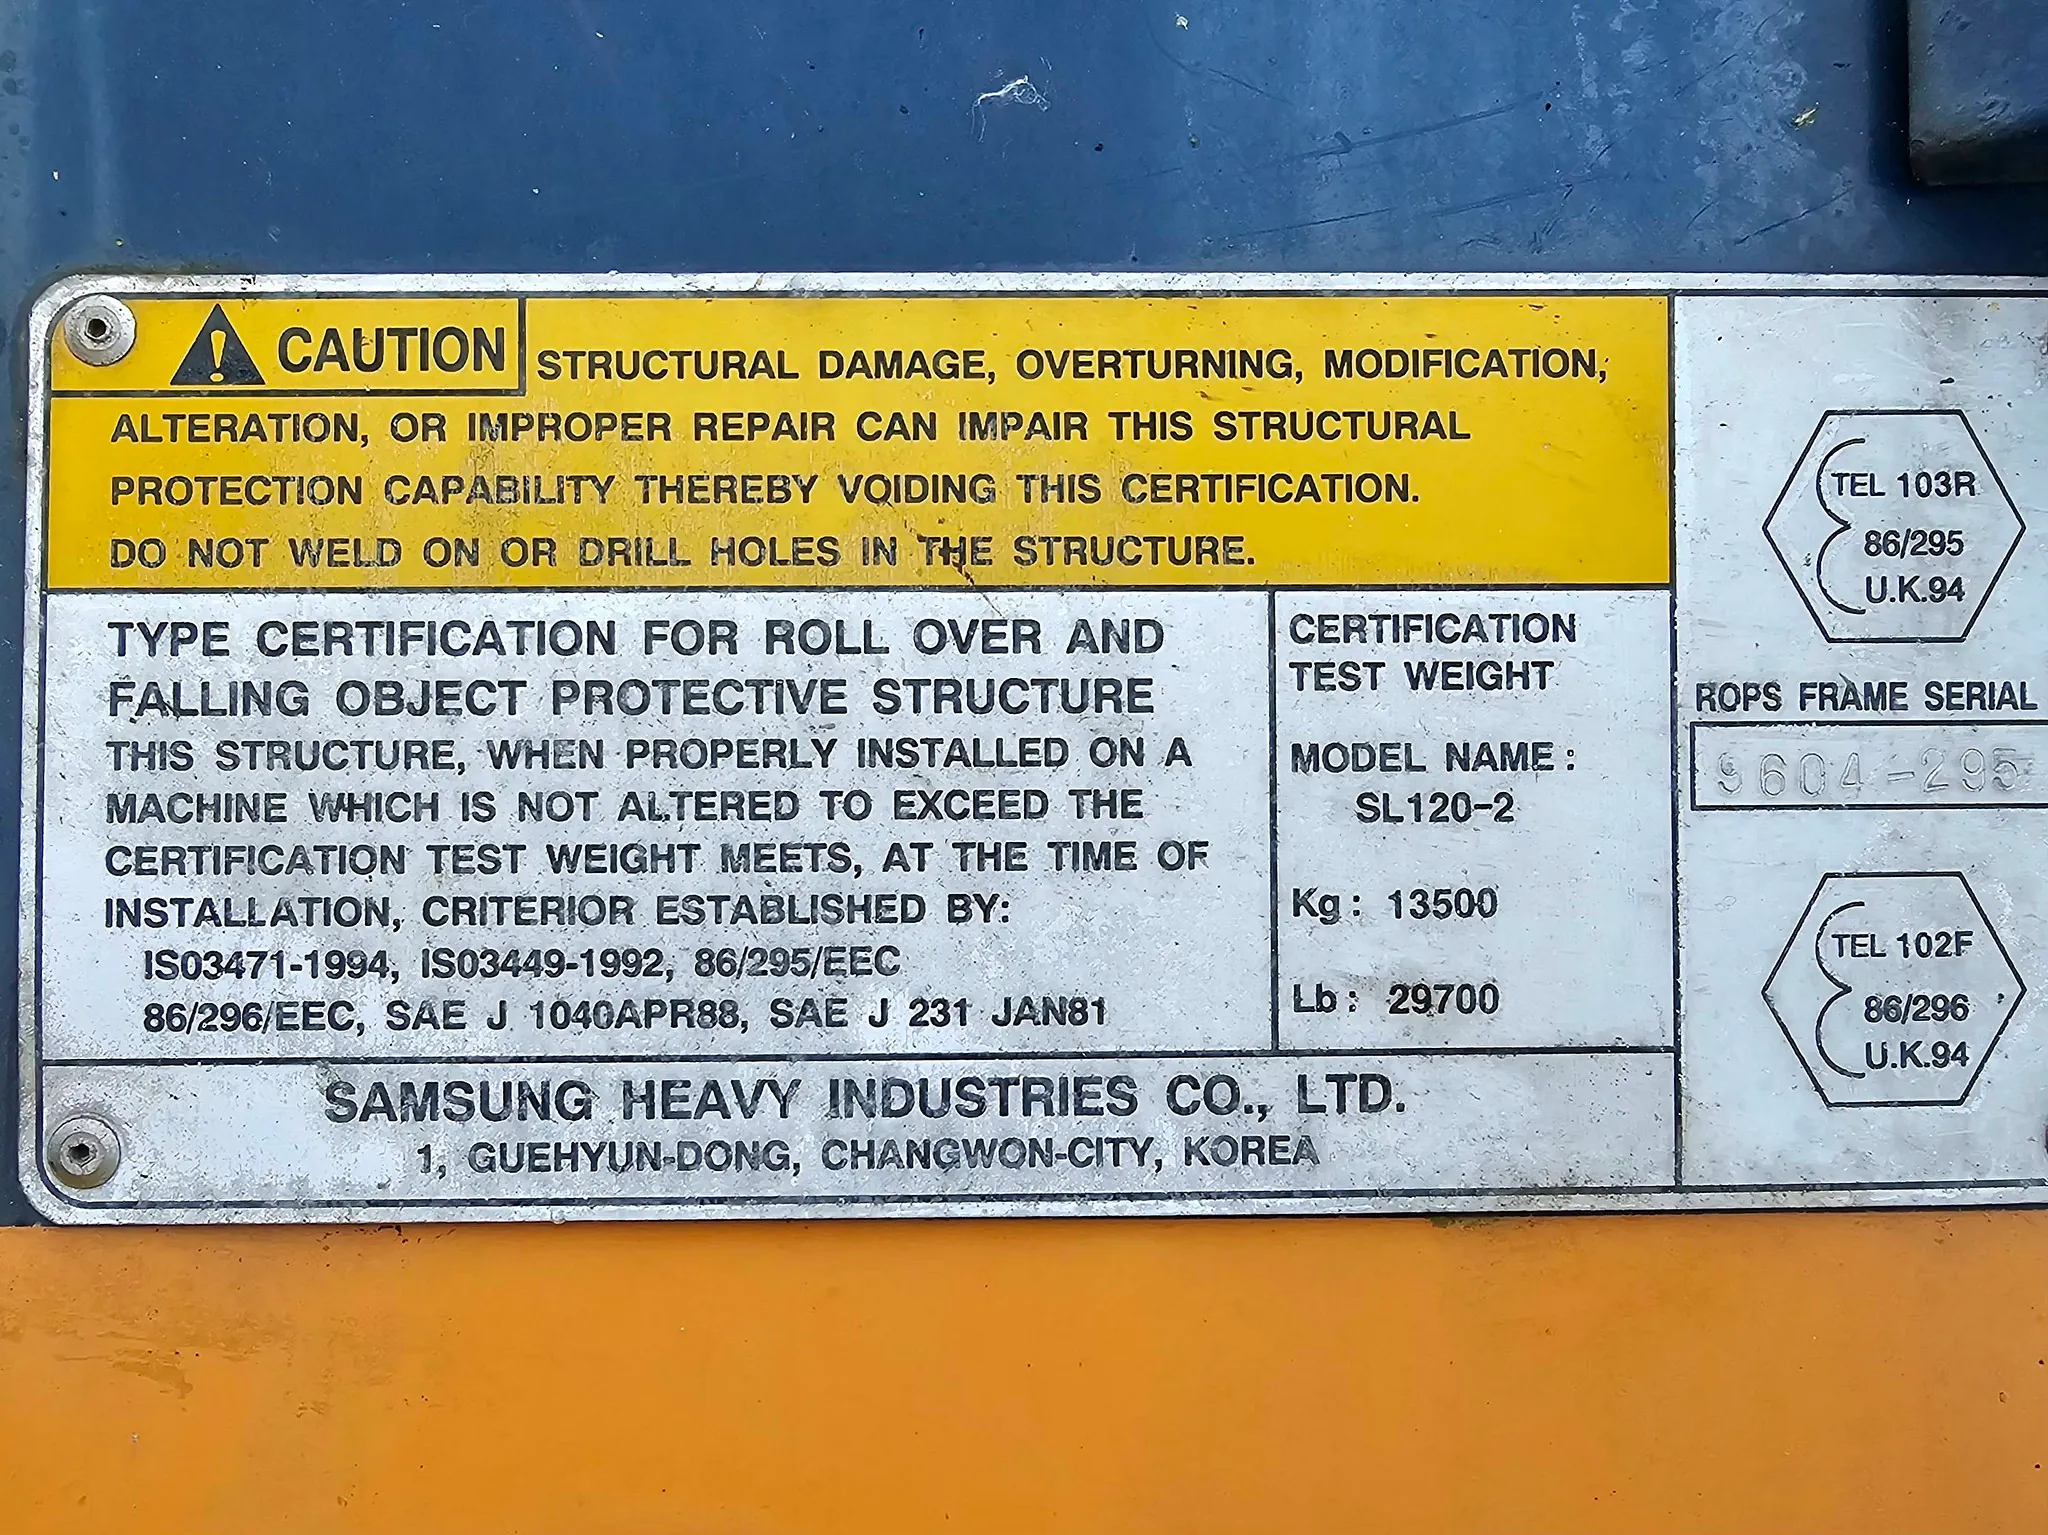 CAUTION STRUCTURAL DAMAGE, OVERTURNING, MODIFICATION,
ALTERATION, OR IMPROPER REPAIR CAN IMPAIR THIS STRUCTURAL
PROTECTION CAPABILITY THEREBY VOIDING THIS CERTIFICATION.
DO NOT WELD ON OR DRILL HOLES IN THE STRUCTURE.
TYPE CERTIFICATION FOR ROLL OVER AND
FALLING OBJECT PROTECTIVE STRUCTURE
THIS STRUCTURE, WHEN PROPERLY INSTALLED ON A
MACHINE WHICH IS NOT ALTERED TO EXCEED THE
CERTIFICATION TEST WEIGHT MEETS, AT THE TIME OF
INSTALLATION, CRITERIOR ESTABLISHED BY:
IS03471-1994, IS03449-1992, 86/295/EEC
86/296/EEC, SAE J 1040APR88, SAE J 231 JAN81
CERTIFICATION
TEST WEIGHT
MODEL NAME :
SL120-2
Kg : 13500
Lb : 29700
SAMSUNG HEAVY INDUSTRIES CO., LTD.
1, GUEHYUN-DONG, CHANGWON-CITY, KOREA
TEL 103R
86/295
U.K.94
ROPS FRAME SERIAL
9604-295
TEL 102F
86/296
U.K.94